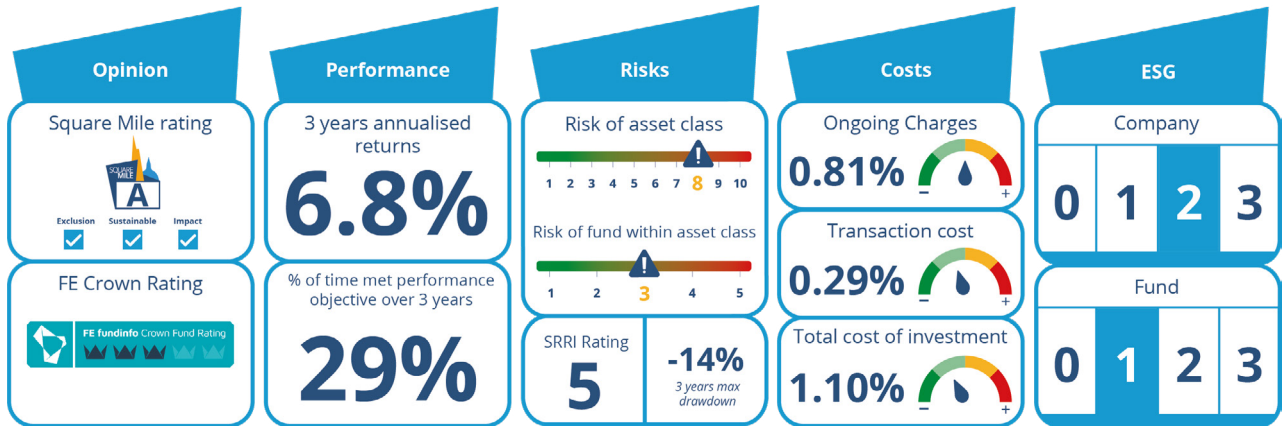 Opinion
Square Mile rating
SQUARE
MILE
A
Exclusion Sustainable Impact
FE Crown Rating
FE fundinfo Crown Fund Rating
Performance
3 years annualised
returns
6.8%
% of time met performance
objective over 3 years
29%
Risks
Risk of asset class
!
1 2 3 4 5 6 7 8 9 10
Risk of fund within asset class
!
1 2 3 4 5
SRRI Rating
5
-14%
3 years max
drawdown
Costs
Ongoing Charges
0.81%
– +
Transaction cost
0.29%
– +
Total cost of investment
1.10%
– +
ESG
Company
0 1 2 3
Fund
0 1 2 3